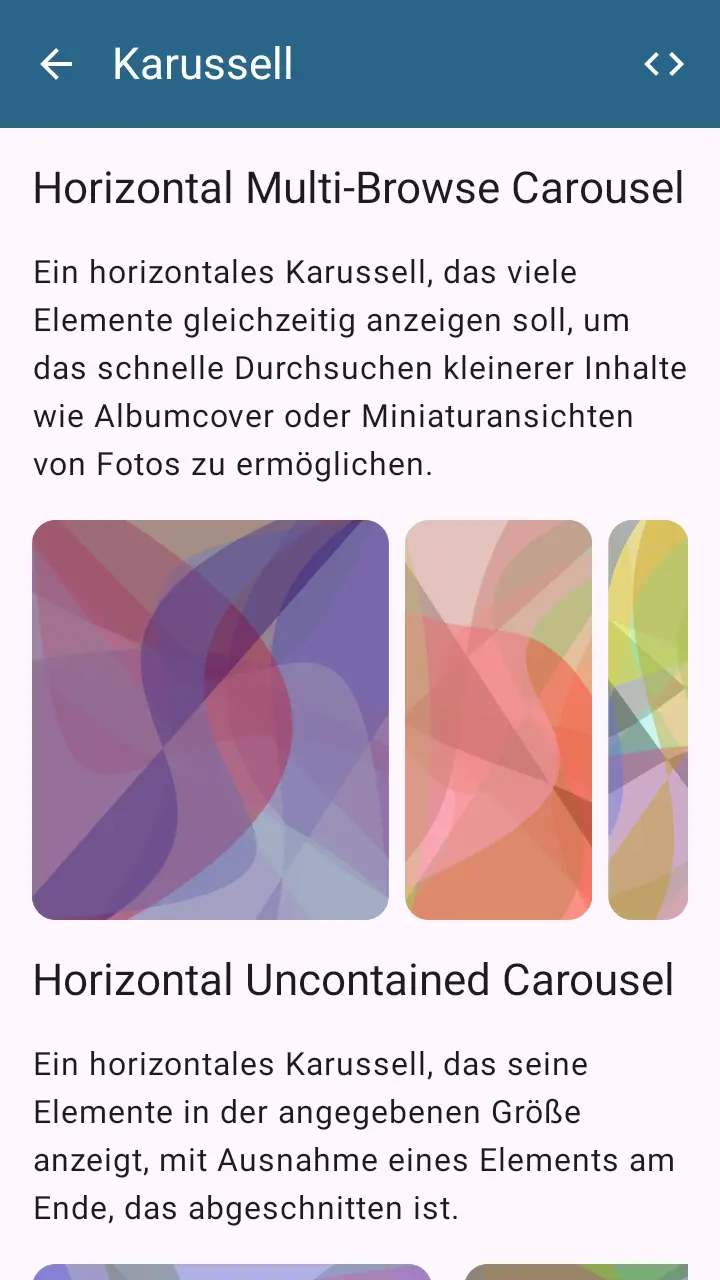 Karussell
Horizontal Multi-Browse Carousel
Ein horizontales Karussell, das viele
Elemente gleichzeitig anzeigen soll, um
das schnelle Durchsuchen kleinerer Inhalte
wie Albumcover oder Miniaturansichten
von Fotos zu ermöglichen.
Horizontal Uncontained Carousel
Ein horizontales Karussell, das seine
Elemente in der angegebenen Größe
anzeigt, mit Ausnahme eines Elements am
Ende, das abgeschnitten ist.